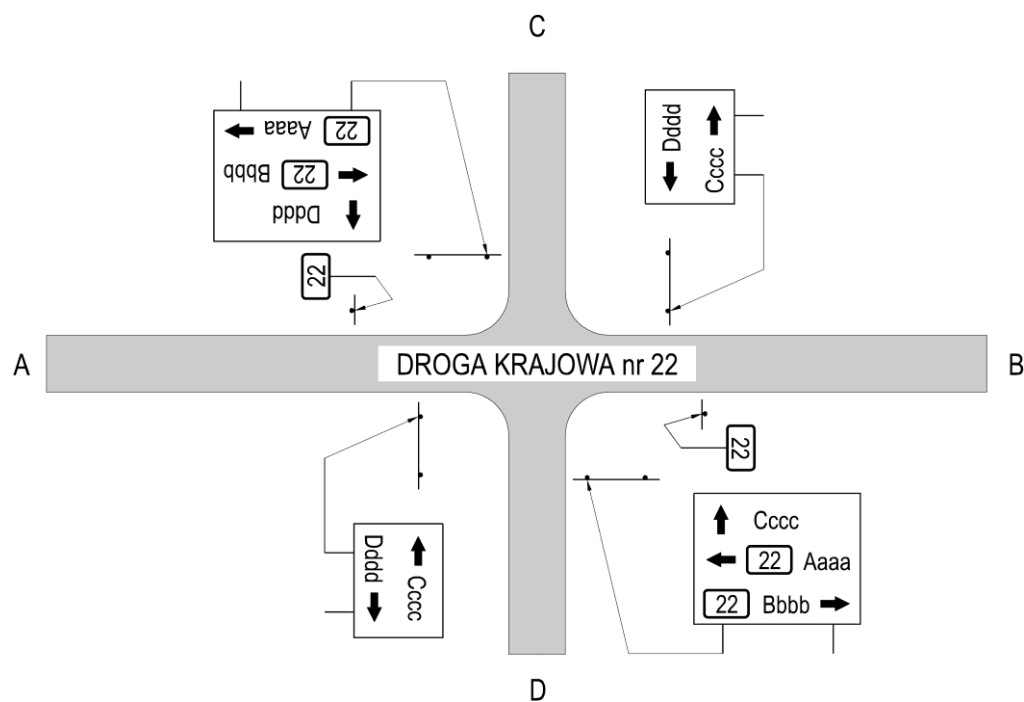 C
22 Aaaa
Bbbb 22
Dddd
Dddd
Cccc
22
A
DROGA KRAJOWA nr 22
B
22
Cccc
Dddd
Cccc
22 Aaaa
22 Bbbb
D